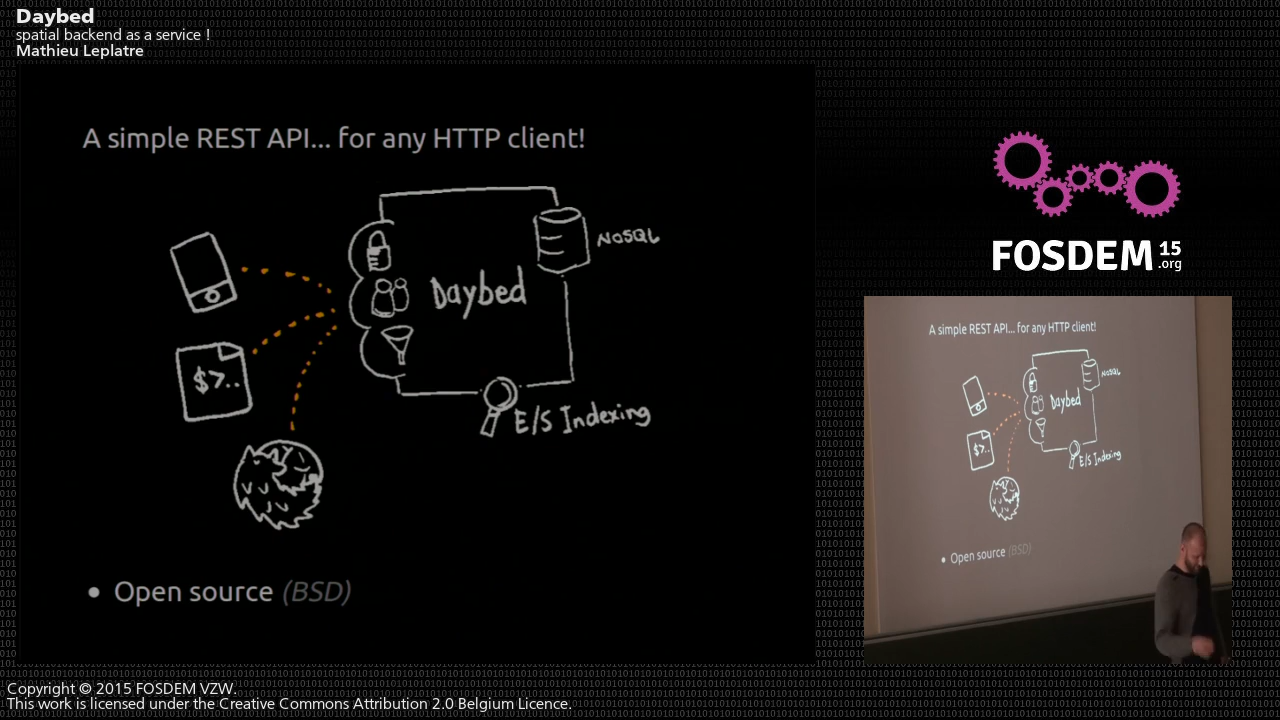 Daybed
spatial backend as a service !
Mathieu Leplatre
A simple REST API... for any HTTP client!
NoSQL
Daybed
$>..
E/S Indexing
Open source (BSD)
FOSDEM 15
.org
A simple REST API... for any HTTP client!
NoSQL
Daybed
$>..
E/S Indexing
Open source (BSD)
Copyright © 2015 FOSDEM VZW.
This work is licensed under the Creative Commons Attribution 2.0 Belgium Licence.